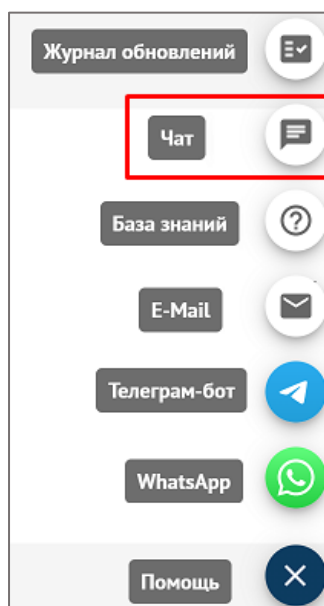 Журнал обновлений
Чат
База знаний
E-Mail
Телеграм-бот
WhatsApp
Помощь